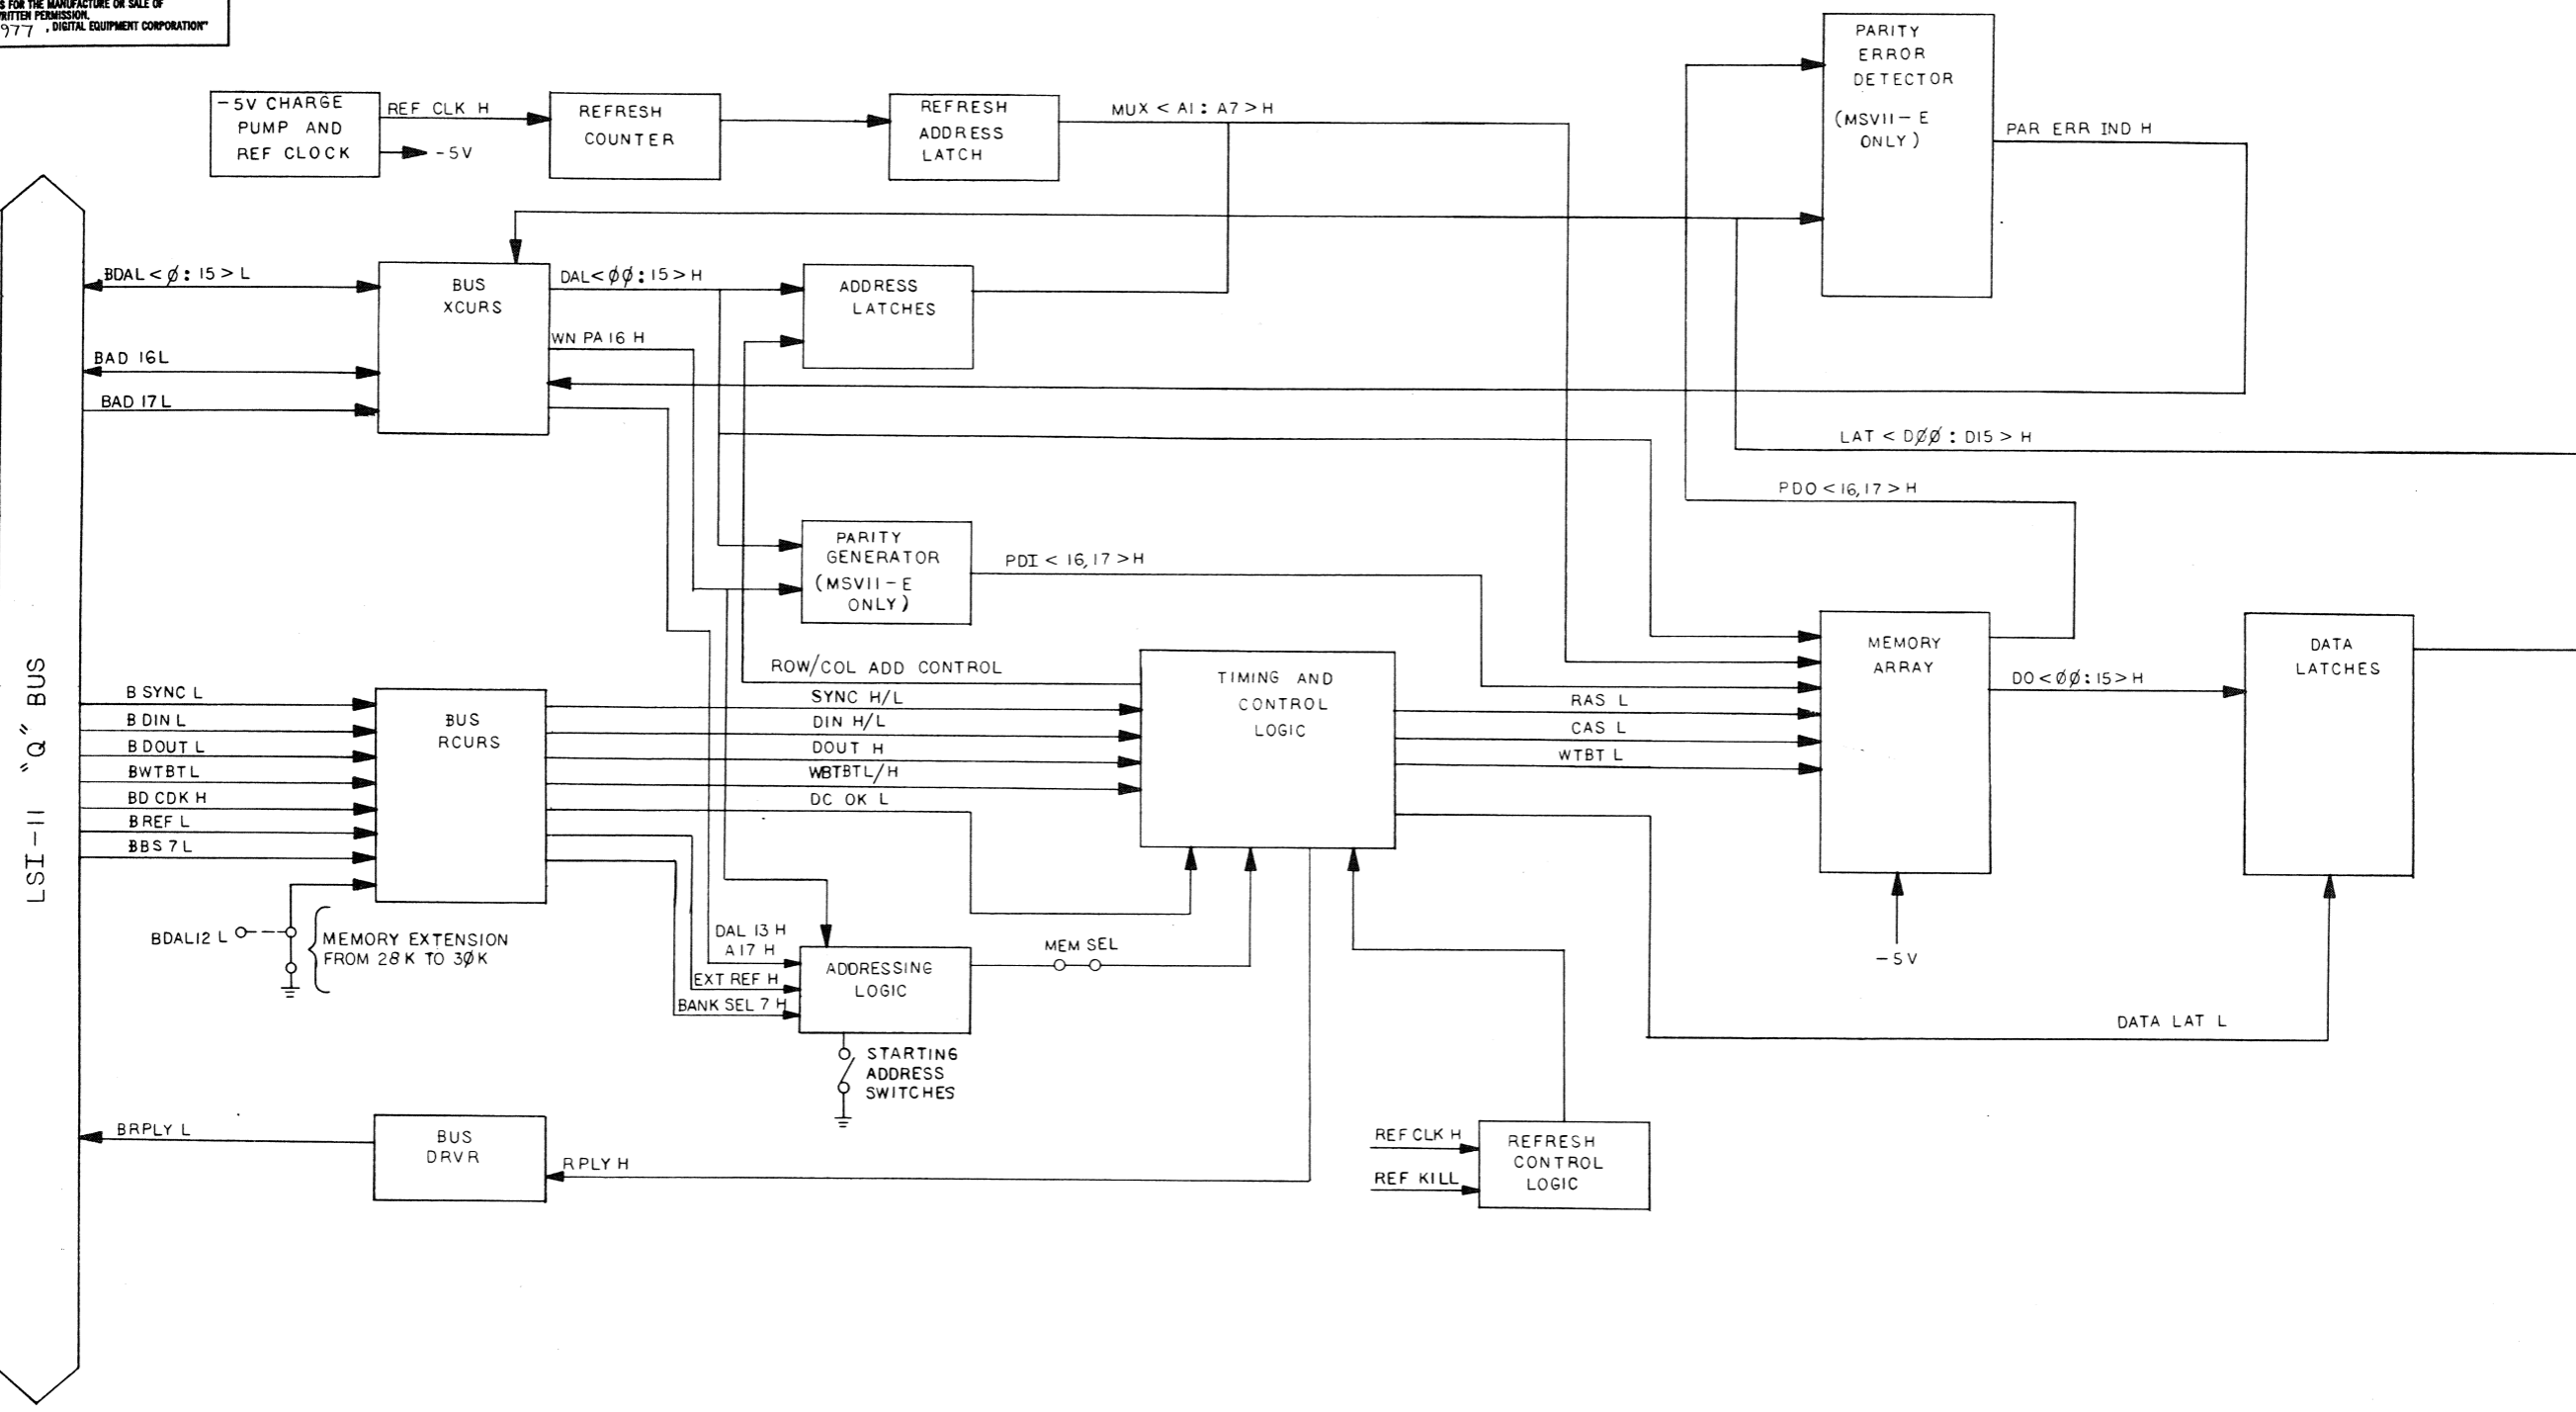 S FOR THE MANUFACTURE OR SALE OF
WRITTEN PERMISSION.
977 , DIGITAL EQUIPMENT CORPORATION"
-5V CHARGE
PUMP AND
REF CLOCK
REF CLK H
-5V
REFRESH
COUNTER
REFRESH
ADDRESS
LATCH
MUX < A1 : A7 > H
PARITY
ERROR
DETECTOR
(MSV11-E
ONLY)
PAR ERR IND H
BDAL<Ø:15>L
BAD 16L
BAD 17L
BUS
XCURS
DAL<ØØ:15>H
WN PA16 H
ADDRESS
LATCHES
LAT < DØØ : D15 > H
PDO <16,17> H
PARITY
GENERATOR
(MSV11-E
ONLY)
PDI < 16,17 > H
LSI-11 "Q" BUS
B SYNC L
B DIN L
B DOUT L
BWTBTL
BD CDK H
B REF L
BBS 7 L
BUS
RCURS
ROW/COL ADD CONTROL
SYNC H/L
DIN H/L
DOUT H
WBTBTL/H
DC OK L
TIMING AND
CONTROL
LOGIC
RAS L
CAS L
WTBT L
MEMORY
ARRAY
-5V
DO<ØØ:15>H
DATA
LATCHES
BDAL12 L
MEMORY EXTENSION
FROM 28K TO 3ØK
DAL 13 H
A17 H
EXT REF H
BANK SEL 7 H
ADDRESSING
LOGIC
MEM SEL
STARTING
ADDRESS
SWITCHES
DATA LAT L
BRPLY L
BUS
DRVR
RPLY H
REF CLK H
REF KILL
REFRESH
CONTROL
LOGIC